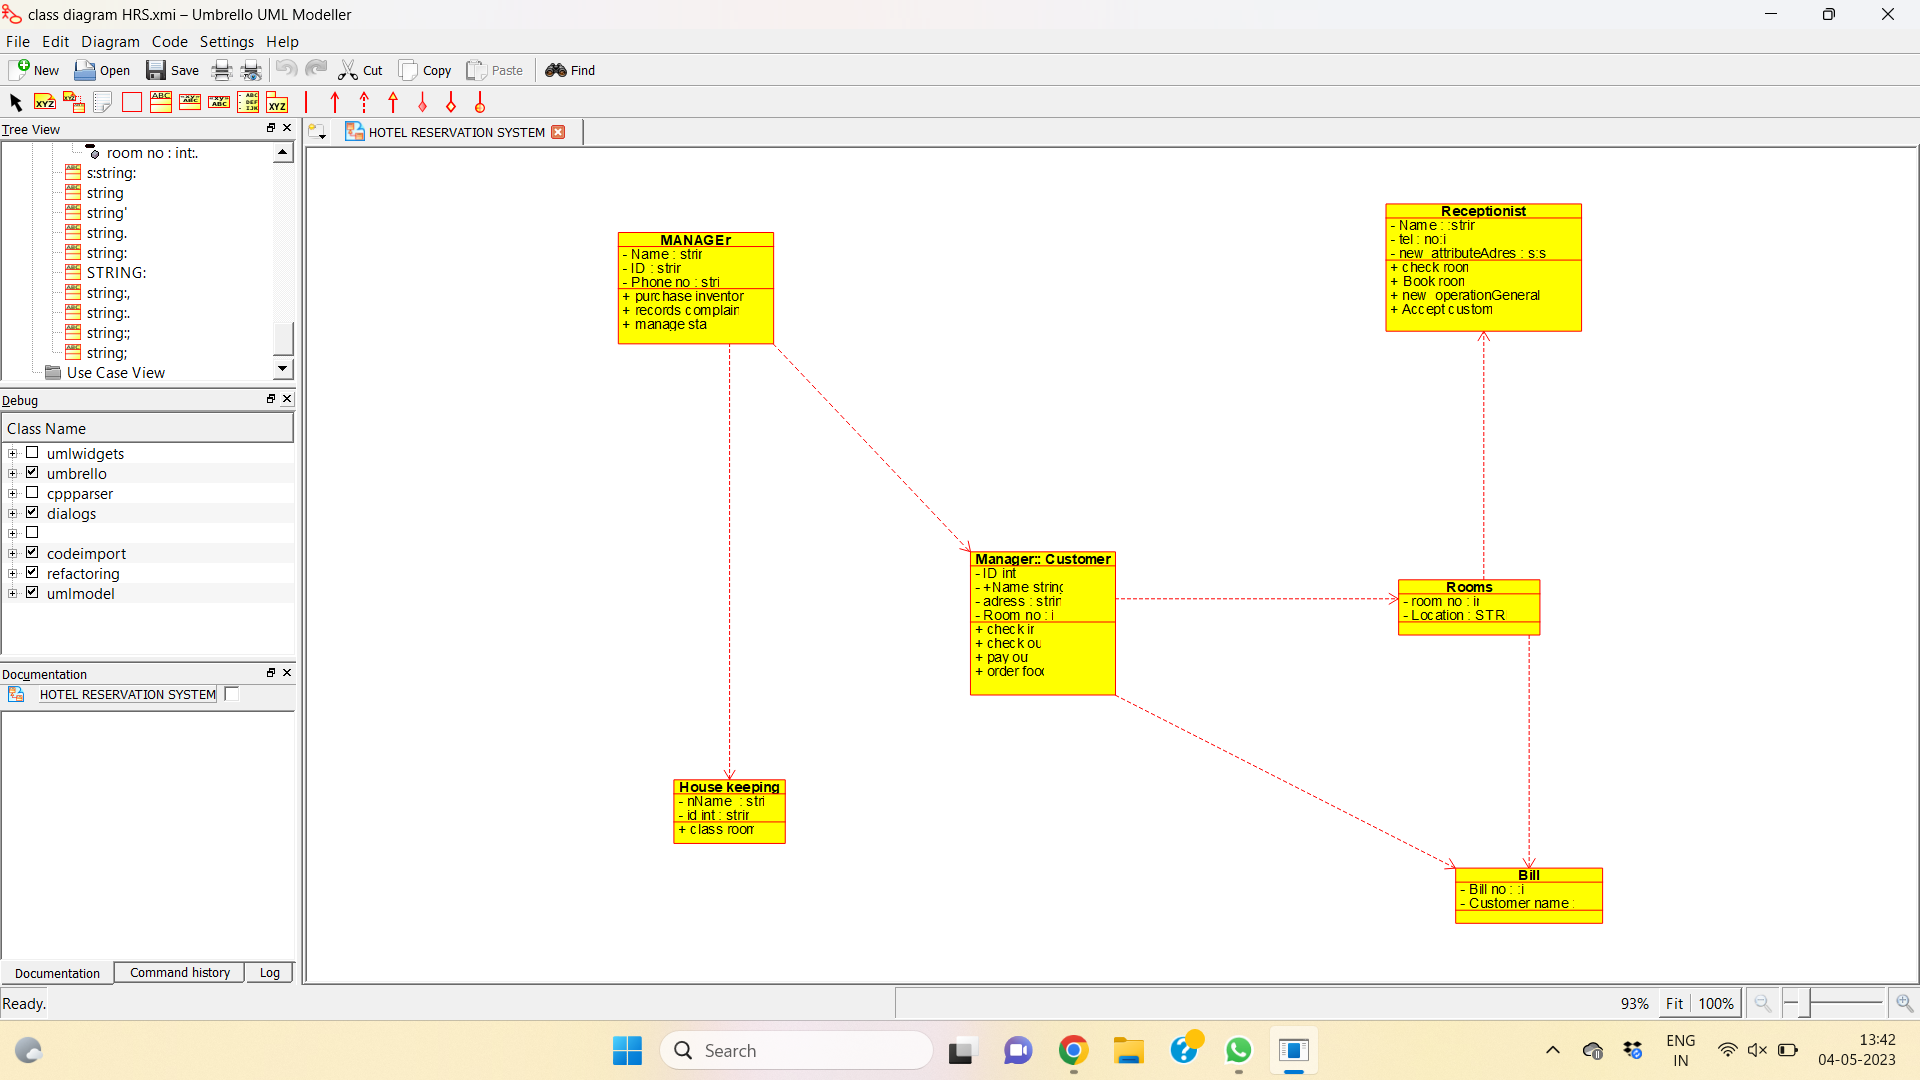 class diagram HRS.xmi – Umbrello UML Modeller
File Edit Diagram Code Settings Help
New Open Save Cut Copy Paste Find
Tree View
HOTEL RESERVATION SYSTEM
room no : int:.
s:string:
string
string'
string.
string:
STRING:
string:,
string:.
string:;
string;
Use Case View
Debug
Class Name
umlwidgets
umbrello
cppparser
dialogs
codeimport
refactoring
umlmodel
Documentation
HOTEL RESERVATION SYSTEM
Documentation Command history Log
MANAGEr
- Name : strir
- ID : strir
- Phone no : stri
+ purchase inventor
+ records complain
+ manage sta
Receptionist
- Name : :strir
- tel : no:i
- new_attributeAdres : s:s
+ check roon
+ Book roon
+ new_operationGeneral
+ Accept custom
Manager:: Customer
- ID int
- +Name string
- adress : strin
- Room no : i
+ check ir
+ check ou
+ pay ou
+ order food
Rooms
- room no : ir
- Location : STR
House keeping
- nName : stri
- id int : strir
+ class room
Bill
- Bill no : :i
- Customer name :
Ready.
93% Fit 100%
Search
ENG
IN
13:42
04-05-2023